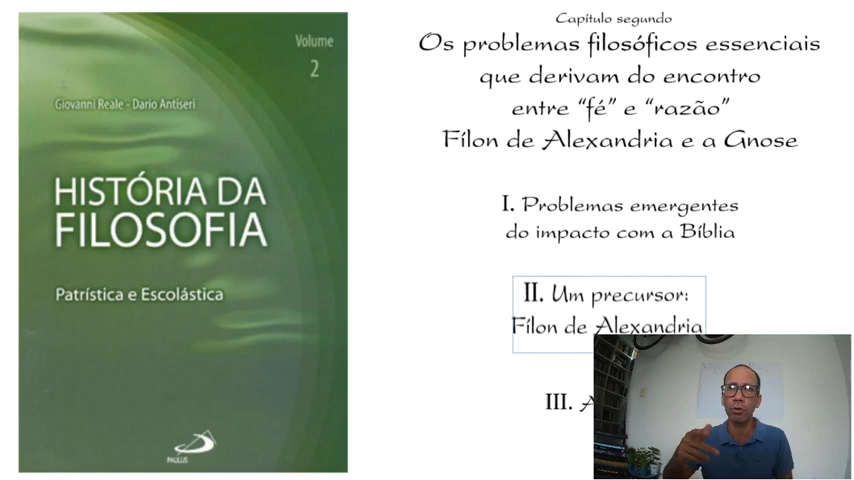 Volume
2
Giovanni Reale - Dario Antiseri
HISTÓRIA DA
FILOSOFIA
Patrística e Escolástica
PAULUS
Capítulo segundo
Os problemas filosóficos essenciais
que derivam do encontro
entre “fé” e “razão”
Fílon de Alexandria e a Gnose
I. Problemas emergentes
do impacto com a Bíblia
II. Um precursor:
Fílon de Alexandria
III. A